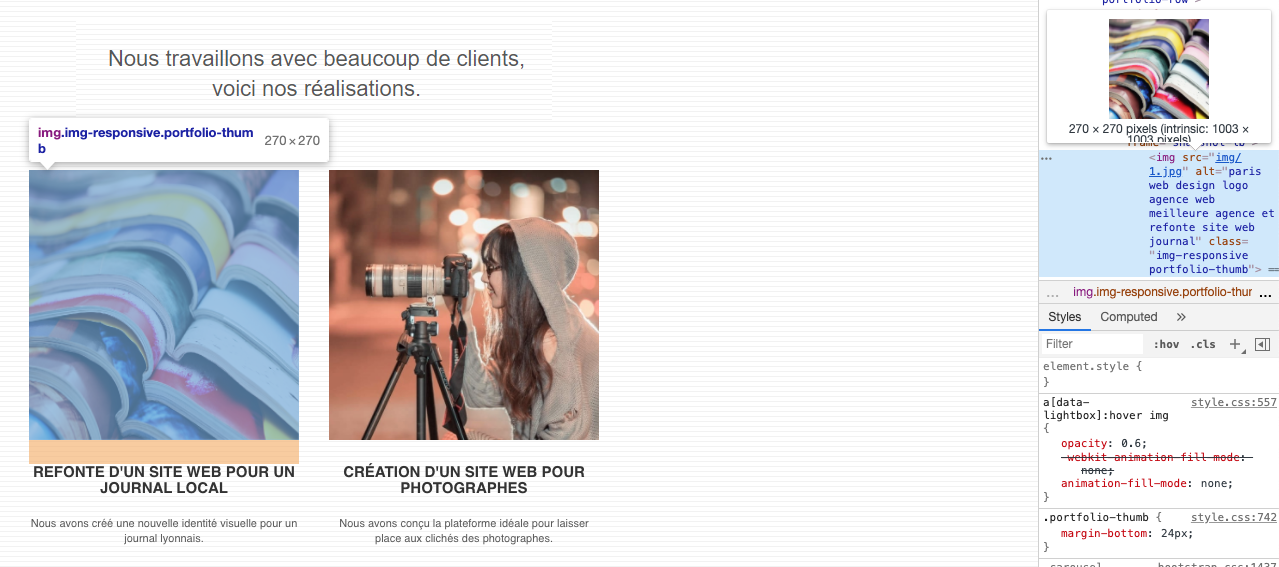 Nous travaillons avec beaucoup de clients,
voici nos réalisations.
img.img-responsive.portfolio-thum
b
270 × 270
REFONTE D'UN SITE WEB POUR UN
JOURNAL LOCAL
Nous avons créé une nouvelle identité visuelle pour un
journal lyonnais.
CRÉATION D'UN SITE WEB POUR
PHOTOGRAPHES
Nous avons conçu la plateforme idéale pour laisser
place aux clichés des photographes.
portfolio-row">
270 × 270 pixels (intrinsic: 1003 ×
1003 pixels)
frame="snapshot-lb">
…
<img src="img/
1.jpg" alt="paris
web design logo
agence web
meilleure agence et
refonte site web
journal" class=
"img-responsive
portfolio-thumb"> ==
… img.img-responsive.portfolio-thur …
Styles Computed »
Filter :hov .cls +
element.style {
}
a[data- style.css:557
lightbox]:hover img
{
opacity: 0.6;
-webkit-animation-fill-mode:
none;
animation-fill-mode: none;
}
.portfolio-thumb { style.css:742
margin-bottom: 24px;
}
.carousel bootstrap.css:1437